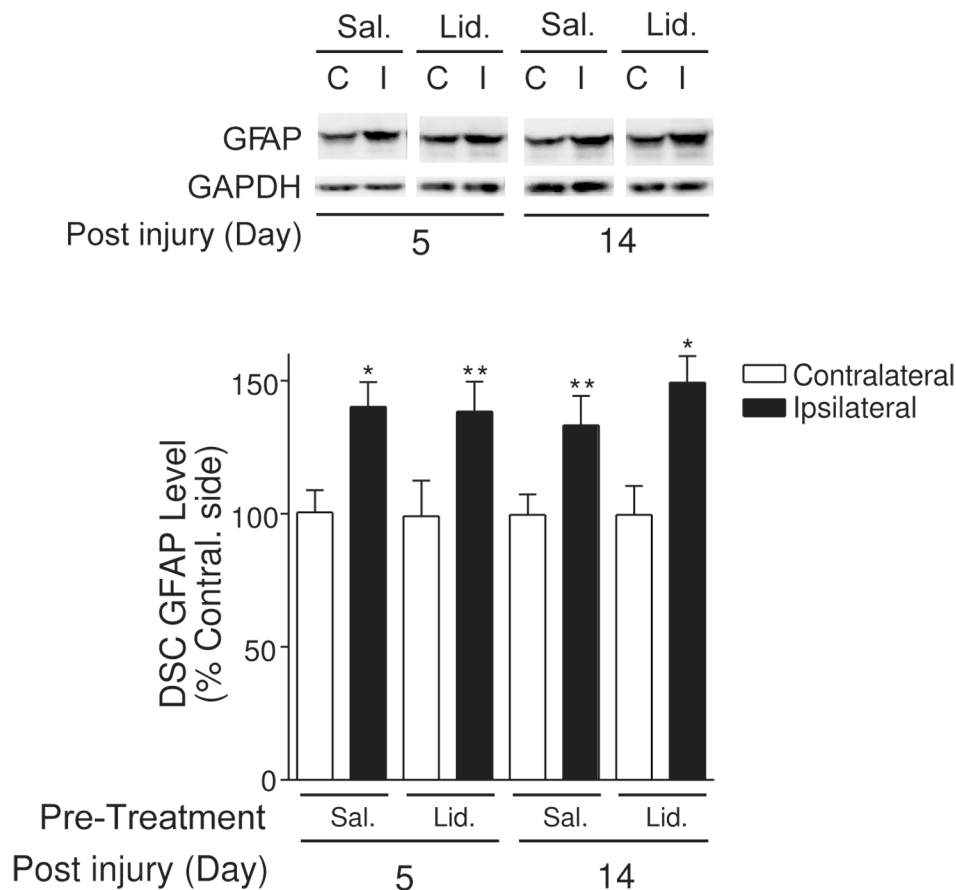 Sal. Lid. Sal. Lid.
C I C I C I C I
GFAP
GAPDH
Post injury (Day) 5 14
* ** ** *
150
100
50
0
DSC GFAP Level
(% Contral. side)
Contralateral
Ipsilateral
Pre-Treatment Sal. Lid. Sal. Lid.
Post injury (Day) 5 14